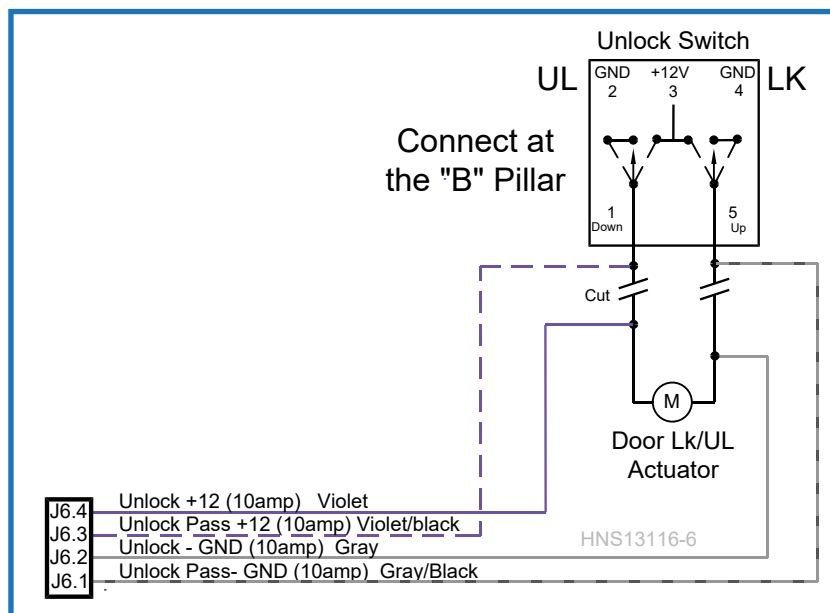 Unlock Switch
UL
GND
2
+12V
3
GND
4
LK
Connect at
the "B" Pillar
1
Down
5
Up
Cut
M
Door Lk/UL
Actuator
J6.4 Unlock +12 (10amp) Violet
J6.3 Unlock Pass +12 (10amp) Violet/black
J6.2 Unlock - GND (10amp) Gray
J6.1 Unlock Pass- GND (10amp) Gray/Black
HNS13116-6